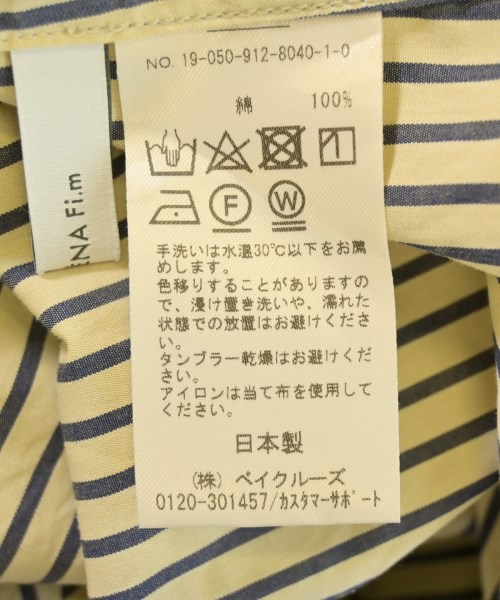 NO. 19-050-912-8040-1-0
綿 100%
F W
手洗いは水温30℃以下をお薦
めします。
色移りすることがありますの
で、浸け置き洗いや、濡れた
状態での放置はお避けくださ
い。
タンブラー乾燥はお避けくだ
さい。
アイロンは当て布を使用して
ください。
日本製
(株) ベイクルーズ
0120-301457/カスタマーサポート
ENA Fi.m